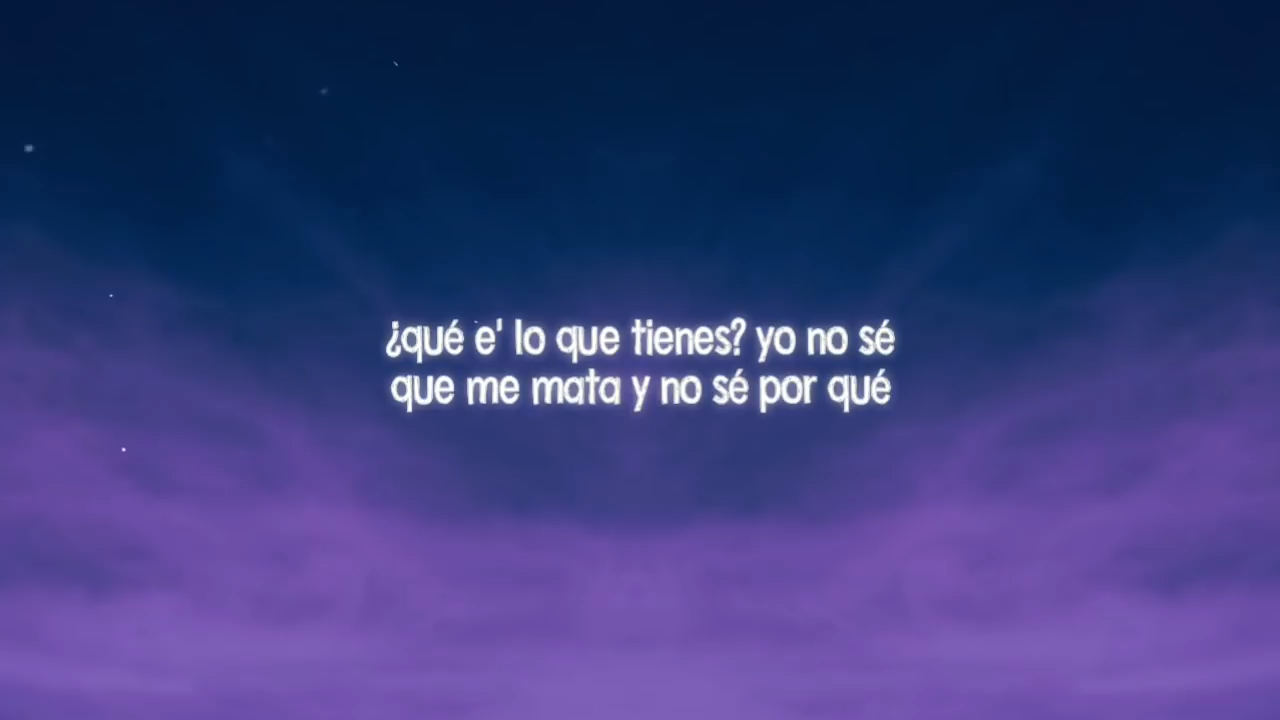 ¿qué e' lo que tienes? yo no sé
que me mata y no sé por qué